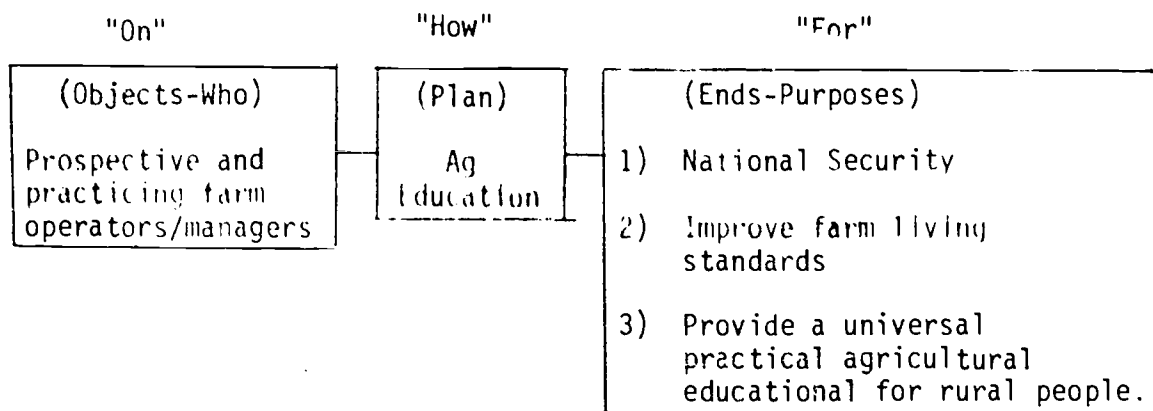 "On"
"How"
"For"
(Objects-Who)
Prospective and
practicing farm
operators/managers
(Plan)
Ag
Education
(Ends-Purposes)
1) National Security
2) Improve farm living
standards
3) Provide a universal
practical agricultural
educational for rural people.